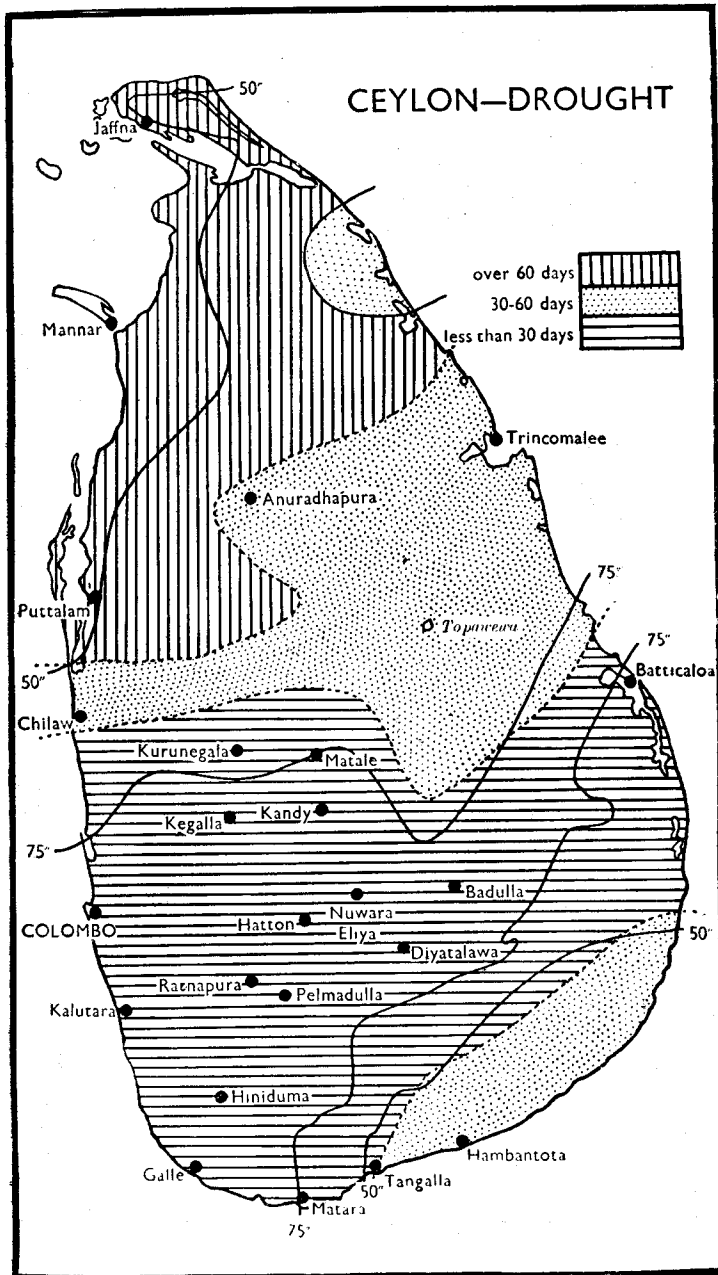 50"
CEYLON—DROUGHT
Jaffna
over 60 days
30-60 days
less than 30 days
Mannar
Trincomalee
Anuradhapura
75"
Puttalam
Topawewa
75"
50"
Batticaloa
Chilaw
Kurunegala
Matale
Kegalla
Kandy
75"
Badulla
COLOMBO
Hatton
Nuwara
Eliya
50"
Diyatalawa
Ratnapura
Pelmadulla
Kalutara
Hiniduma
Hambantota
Galle
Tangalla
50"
Matara
75"